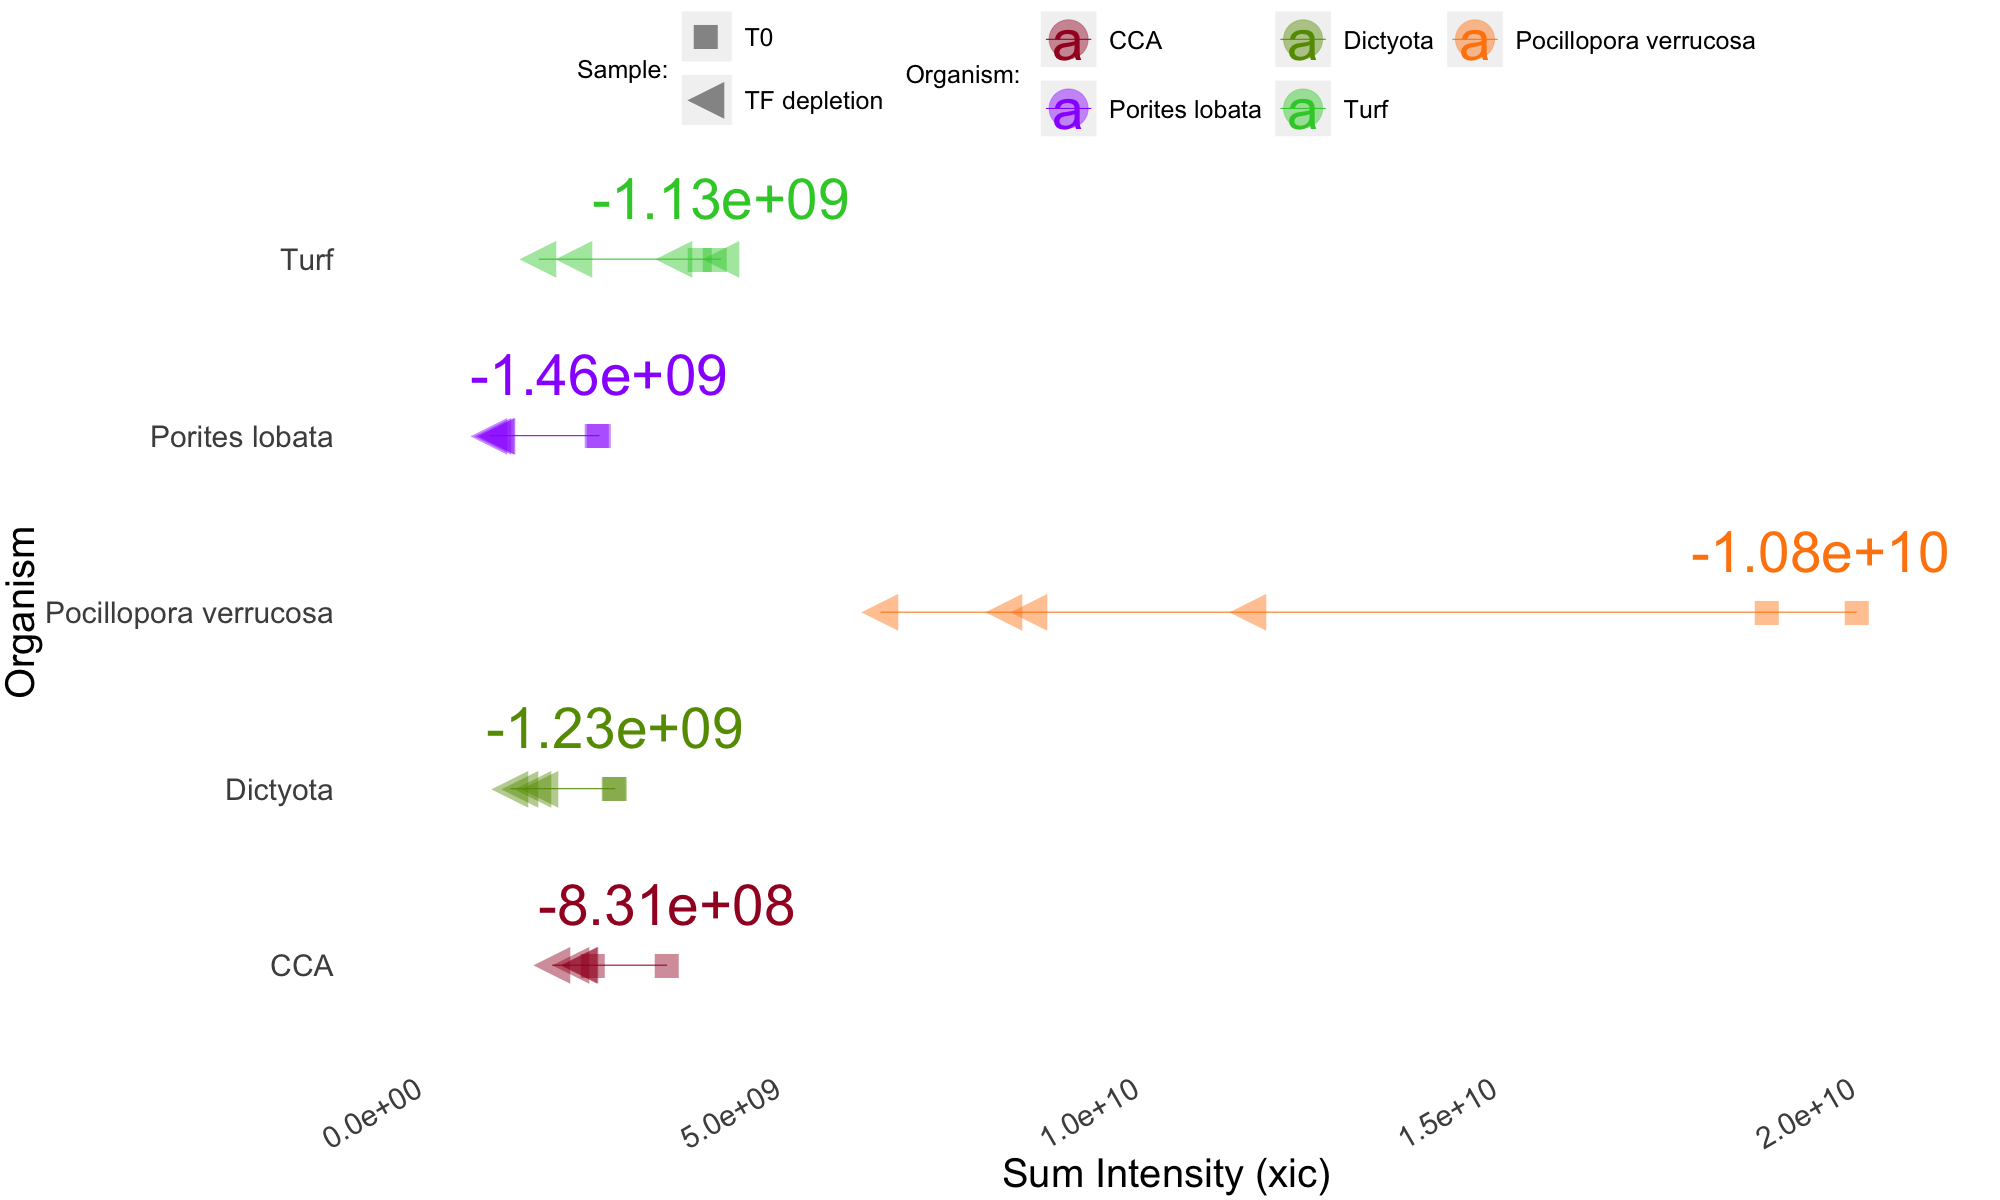 Sample:
T0
TF depletion
Organism:
a CCA
a Porites lobata
a Dictyota
a Turf
a Pocillopora verrucosa
-1.13e+09
Turf
-1.46e+09
Porites lobata
-1.08e+10
Pocillopora verrucosa
-1.23e+09
Dictyota
-8.31e+08
CCA
Organism
0.0e+00
5.0e+09
1.0e+10
1.5e+10
2.0e+10
Sum Intensity (xic)